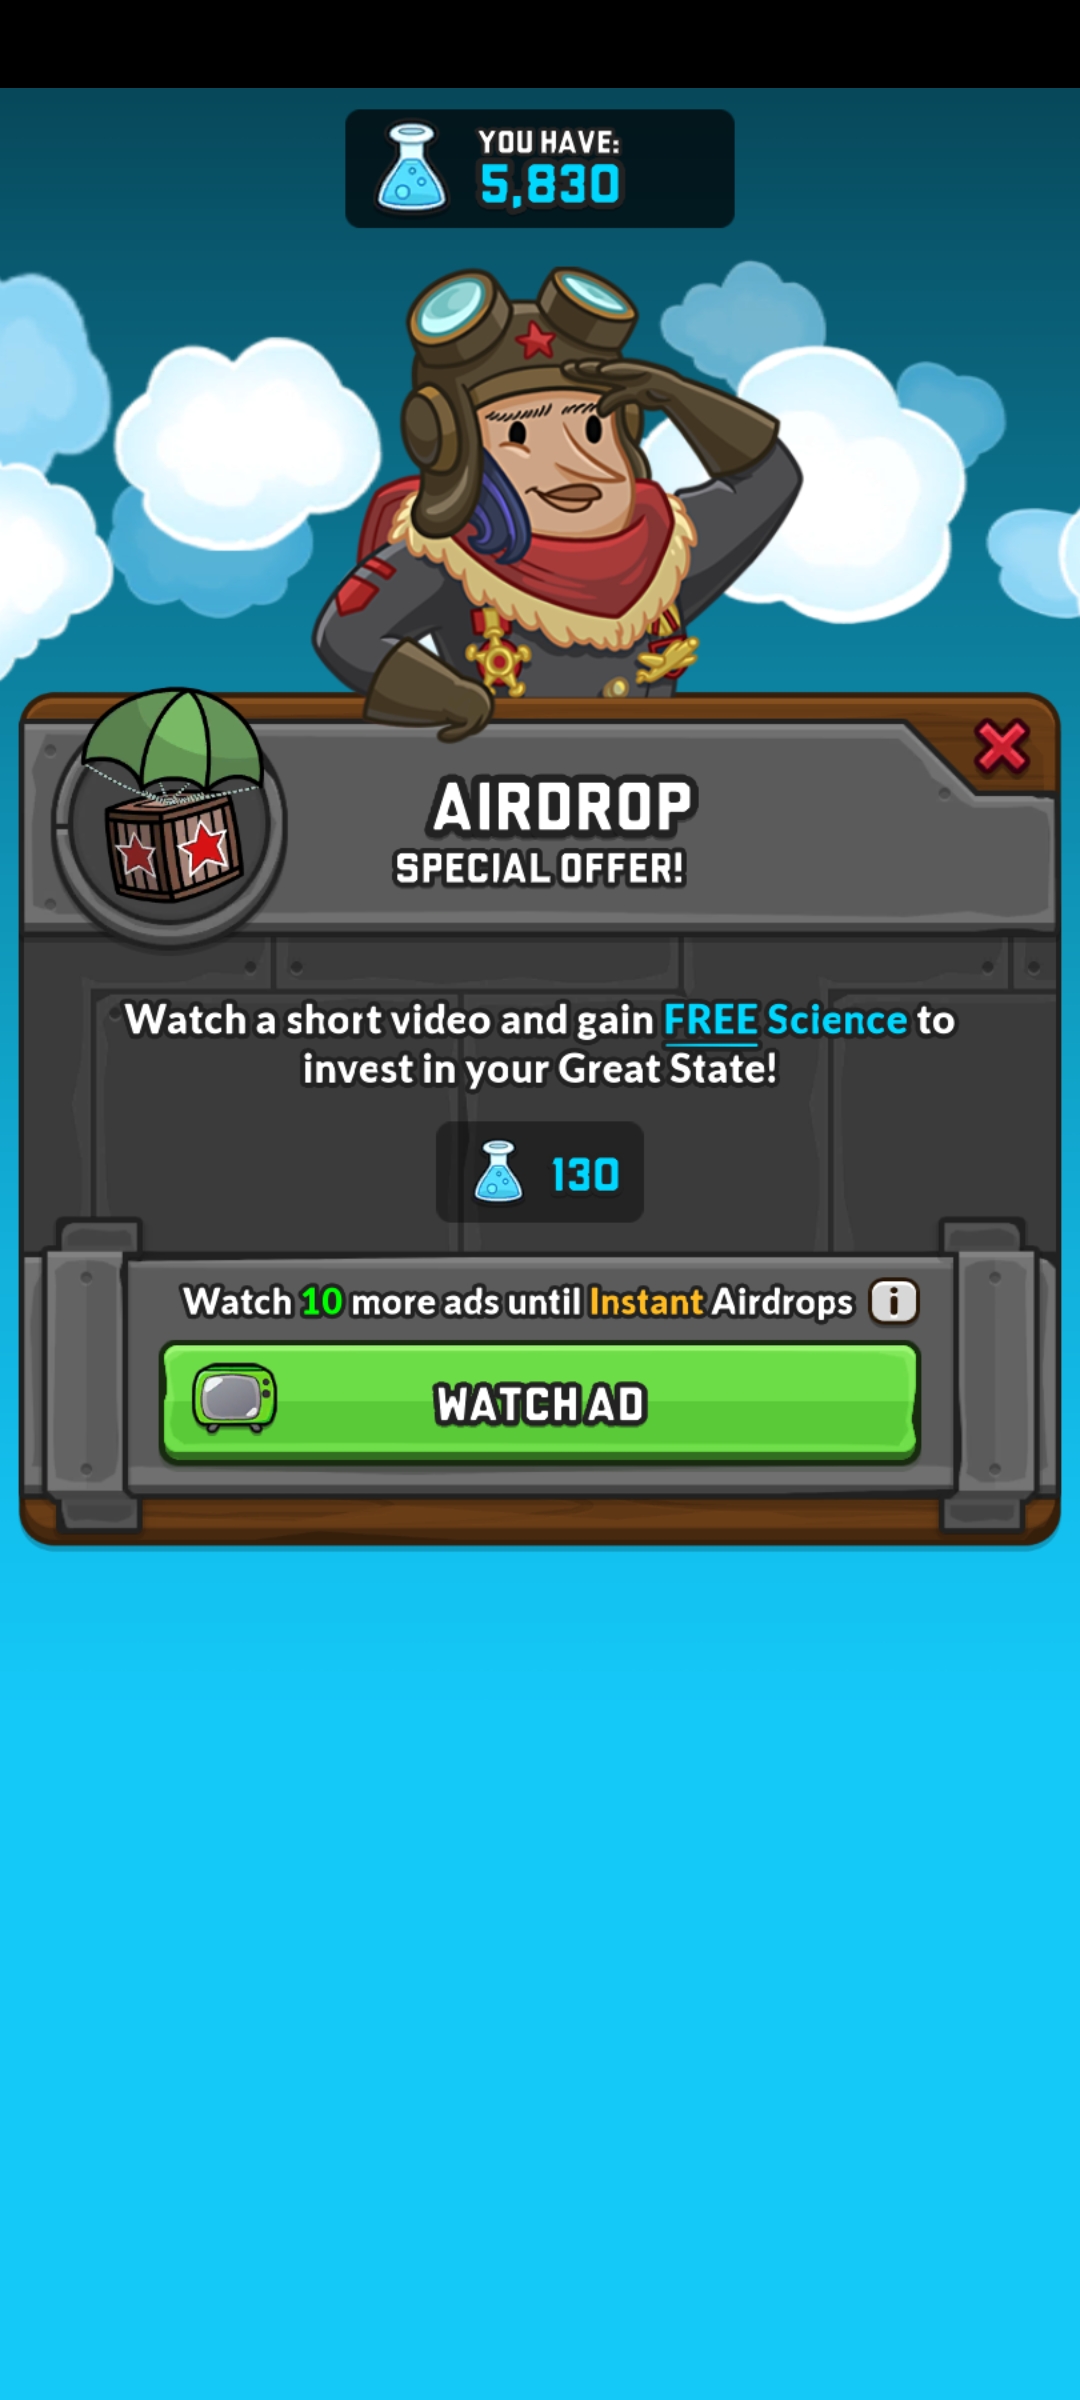 YOU HAVE:
5,830
AIRDROP
SPECIAL OFFER!
Watch a short video and gain FREE Science to
invest in your Great State!
130
Watch 10 more ads until Instant Airdrops i
WATCH AD